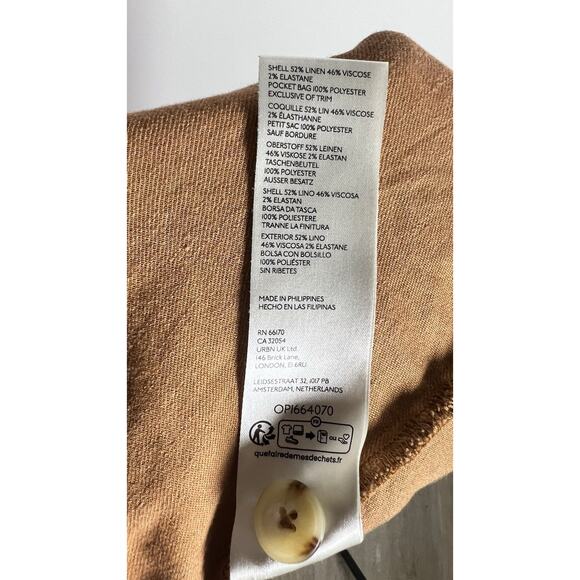 SHELL 52% LINEN 46% VISCOSE
2% ELASTANE
POCKET BAG 100% POLYESTER
EXCLUSIVE OF TRIM
COQUILLE 52% LIN 46% VISCOSE
2% ÉLASTHANNE
PETIT SAC 100% POLYESTER
SAUF BORDURE
OBERSTOFF 52% LEINEN
46% VISKOSE 2% ELASTAN
TASCHENBEUTEL
100% POLYESTER
AUSSER BESATZ
SHELL 52% LINO 46% VISCOSA
2% ELASTAN
BORSA DA TASCA
100% POLIESTERE
TRANNE LA FINITURA
EXTERIOR 52% LINO
46% VISCOSA 2% ELASTANE
BOLSA CON BOLSILLO
100% POLIÉSTER
SIN RIBETES
MADE IN PHILIPPINES
HECHO EN LAS FILIPINAS
RN 66170
CA 32054
URBN UK Ltd.
146 Brick Lane,
LONDON, E1 6RU
LEIDSESTRAAT 32, 1017 PB
AMSTERDAM, NETHERLANDS
OP1664070
FR
OU
quefairedemesdechets.fr